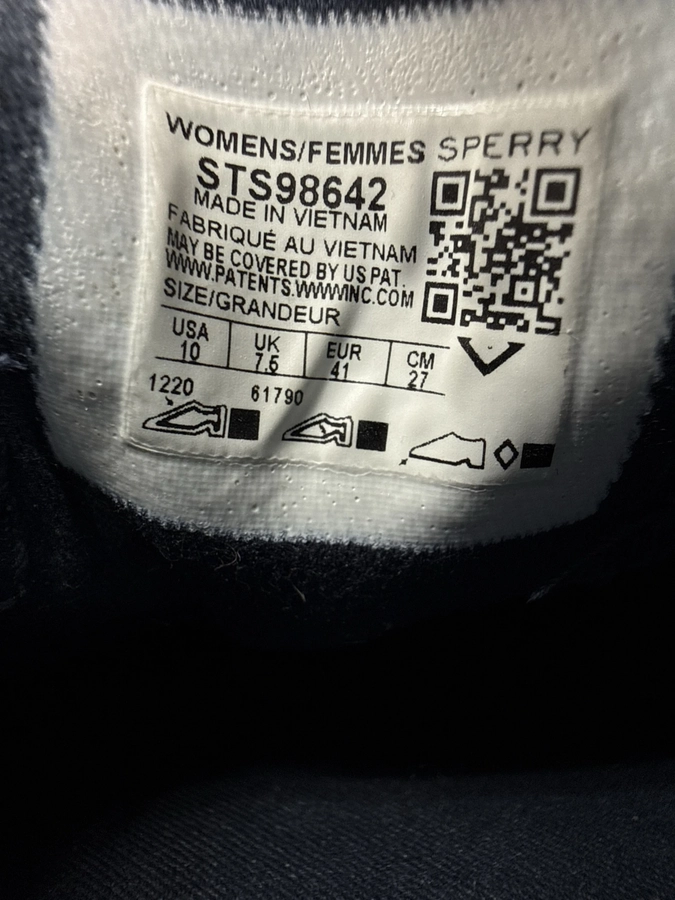 WOMENS/FEMMES SPERRY
STS98642
MADE IN VIETNAM
FABRIQUÉ AU VIETNAM
MAY BE COVERED BY US PAT.
WWW.PATENTS.WWWINC.COM
SIZE/GRANDEUR
USA UK EUR CM
10 7.5 41 27
1220 61790